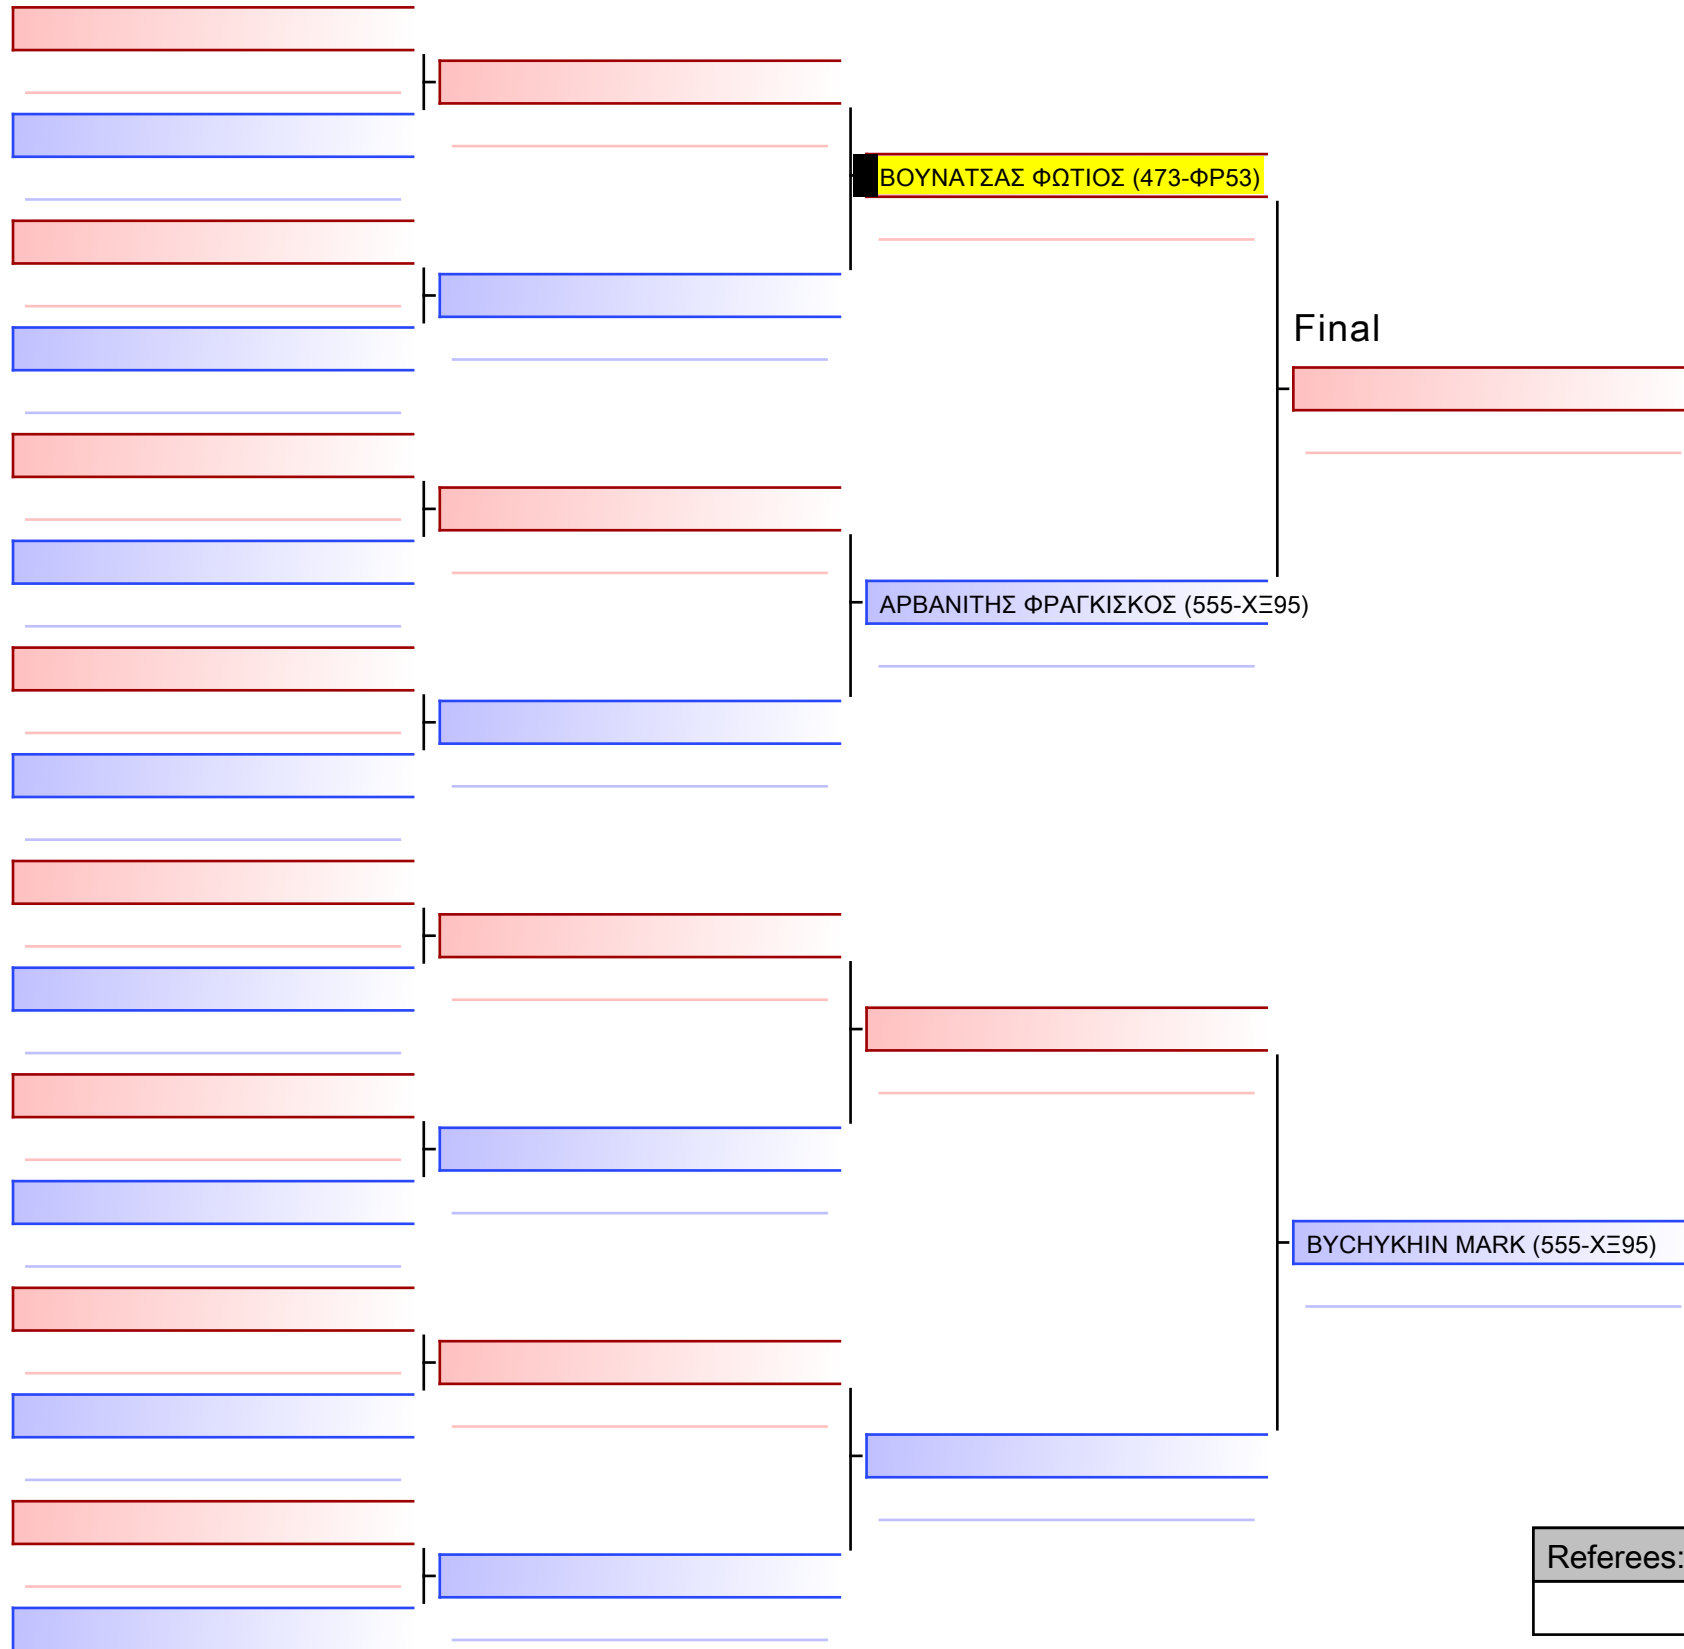 ΒΟΥΝΑΤΣΑΣ ΦΩΤΙΟΣ (473-ΦΡ53)
Final
ΑΡΒΑΝΙΤΗΣ ΦΡΑΓΚΙΣΚΟΣ (555-ΧΞ95)
BYCHYKHIN MARK (555-ΧΞ95)
Referees: